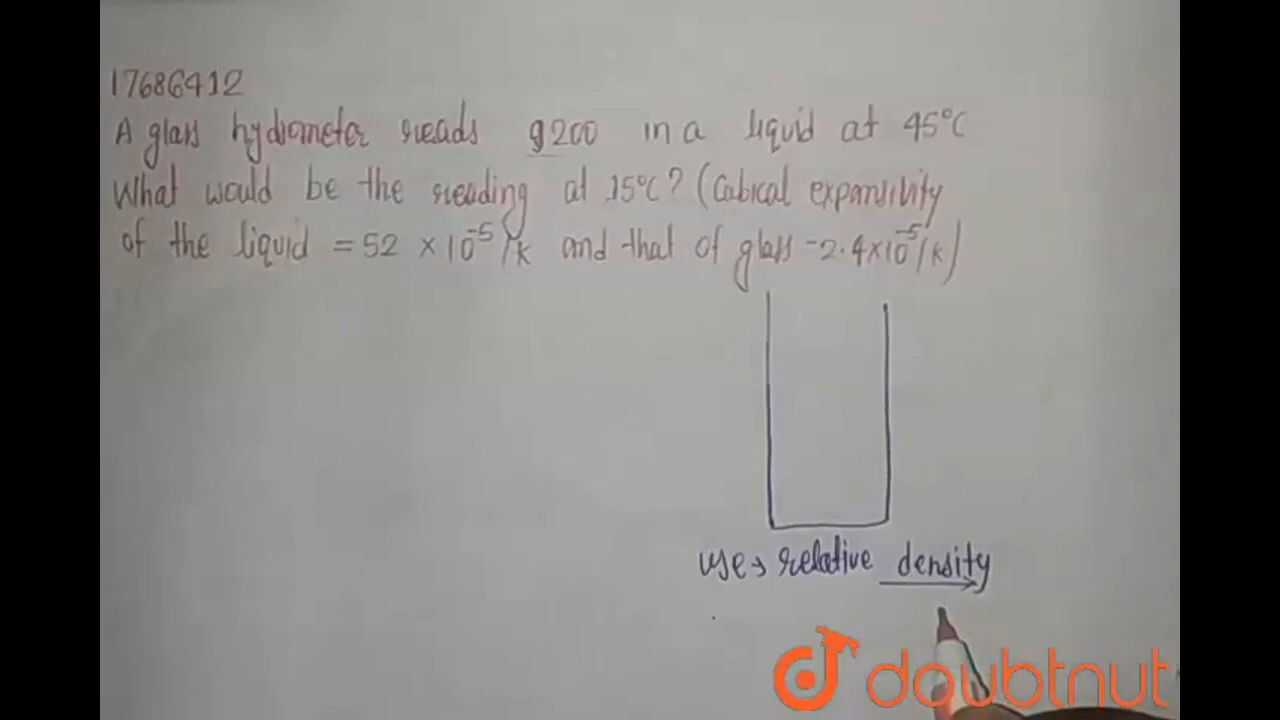 17686412
A glass hydrometer reads 9200 in a liquid at 45°C
What would be the reading at 15°C? (Cubical expansivity
of the liquid = 52 × 10⁻⁵/k and that of glass -2.4×10⁻⁵/k)
use → relative density
doubtnut